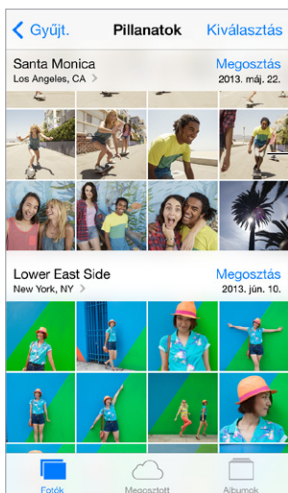 Gyűjt. Pillanatok Kiválasztás
Santa Monica Megosztás
Los Angeles, CA > 2013. máj. 22.
Lower East Side Megosztás
New York, NY > 2013. jún. 10.
Fotók Megosztott Albumok